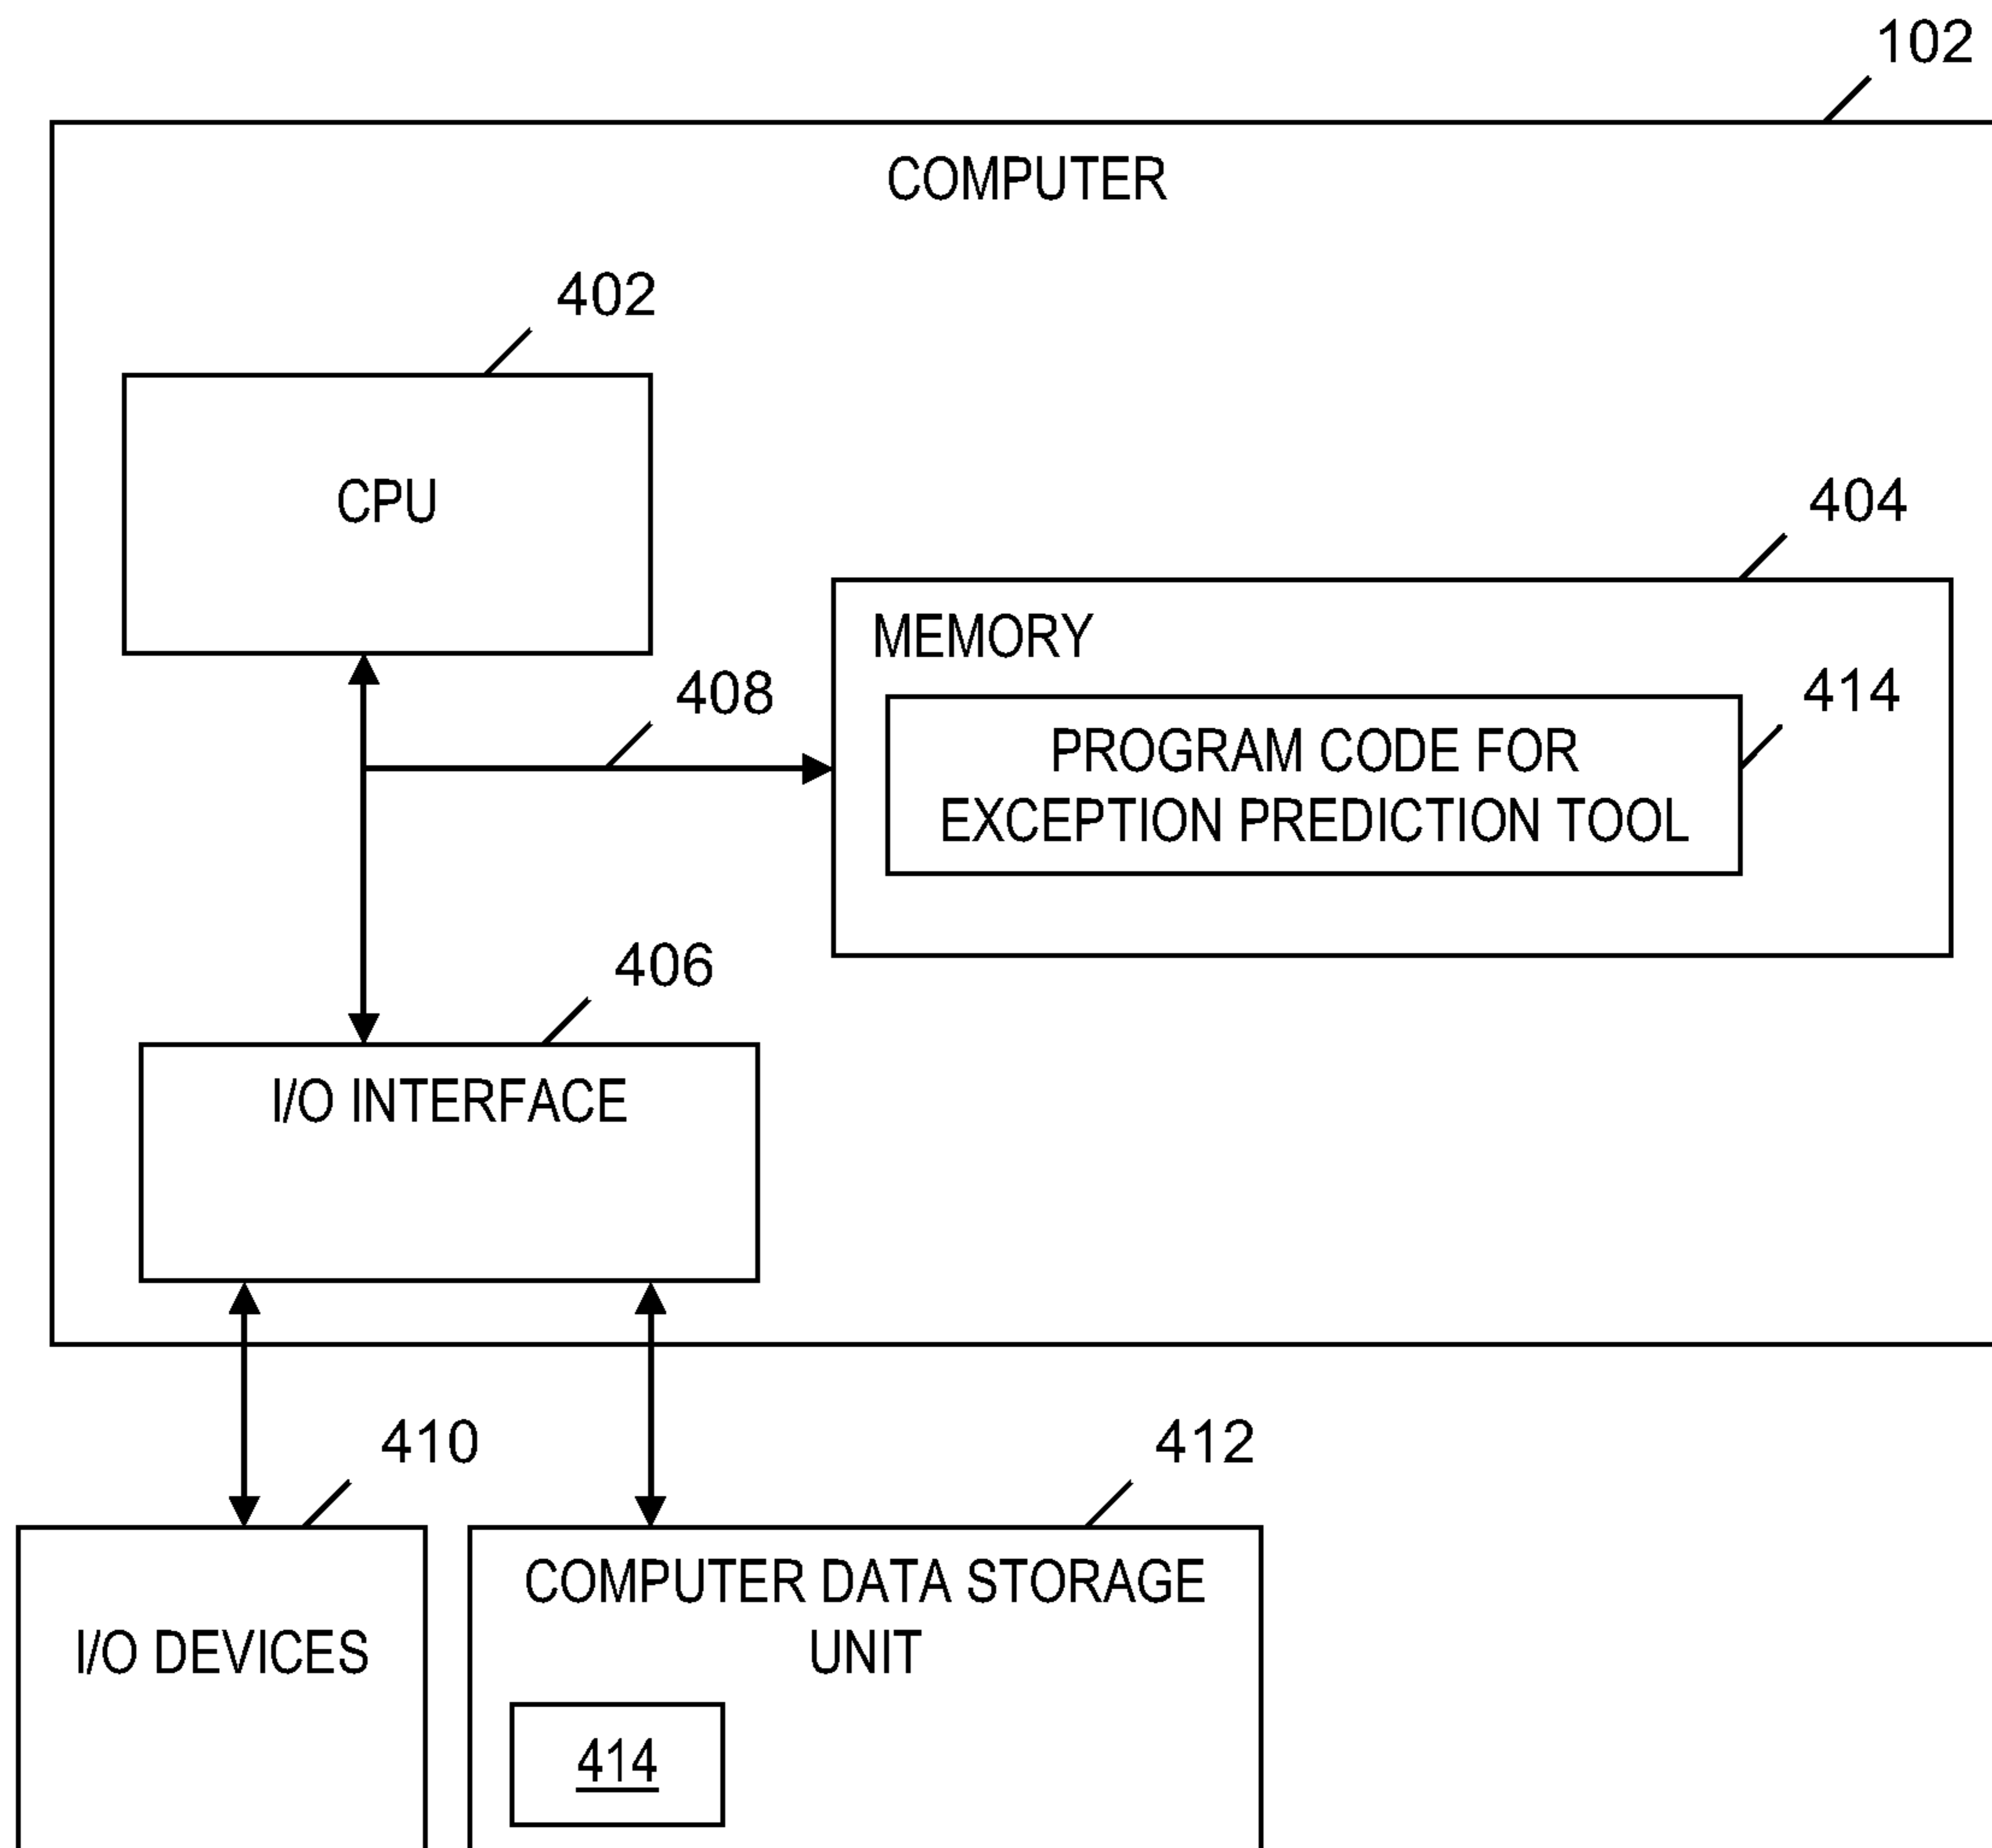 102
COMPUTER
402
CPU
404
MEMORY
408
414
PROGRAM CODE FOR
EXCEPTION PREDICTION TOOL
406
I/O INTERFACE
410
412
I/O DEVICES
COMPUTER DATA STORAGE
UNIT
414